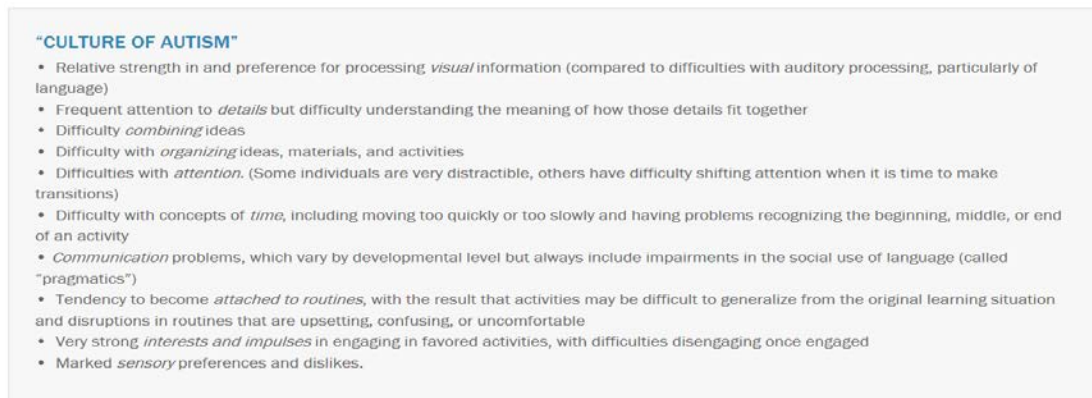 “CULTURE OF AUTISM”
• Relative strength in and preference for processing visual information (compared to difficulties with auditory processing, particularly of
language)
• Frequent attention to details but difficulty understanding the meaning of how those details fit together
• Difficulty combining ideas
• Difficulty with organizing ideas, materials, and activities
• Difficulties with attention. (Some individuals are very distractible, others have difficulty shifting attention when it is time to make
transitions)
• Difficulty with concepts of time, including moving too quickly or too slowly and having problems recognizing the beginning, middle, or end
of an activity
• Communication problems, which vary by developmental level but always include impairments in the social use of language (called
“pragmatics”)
• Tendency to become attached to routines, with the result that activities may be difficult to generalize from the original learning situation
and disruptions in routines that are upsetting, confusing, or uncomfortable
• Very strong interests and impulses in engaging in favored activities, with difficulties disengaging once engaged
• Marked sensory preferences and dislikes.